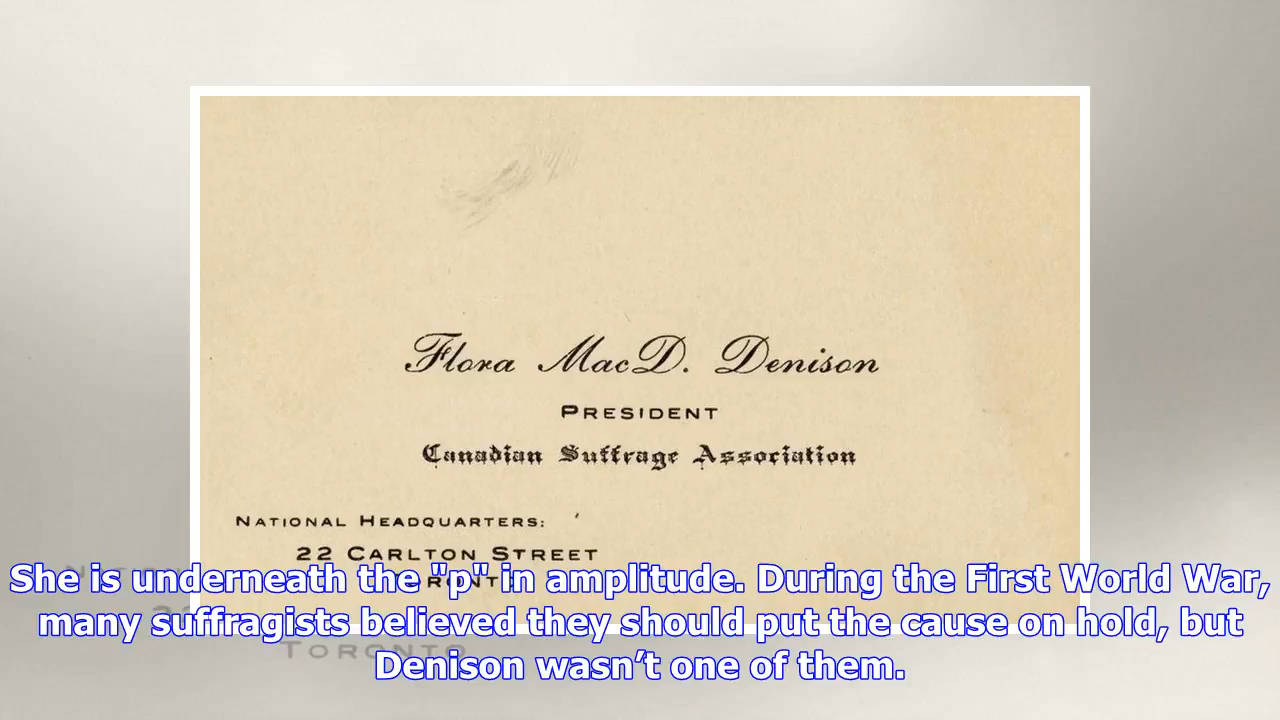 Flora MacD. Denison
PRESIDENT
Canadian Suffrage Association
NATIONAL HEADQUARTERS:
22 CARLTON STREET
TORONTO
She is underneath the "p" in amplitude. During the First World War,
many suffragists believed they should put the cause on hold, but
Denison wasn’t one of them.